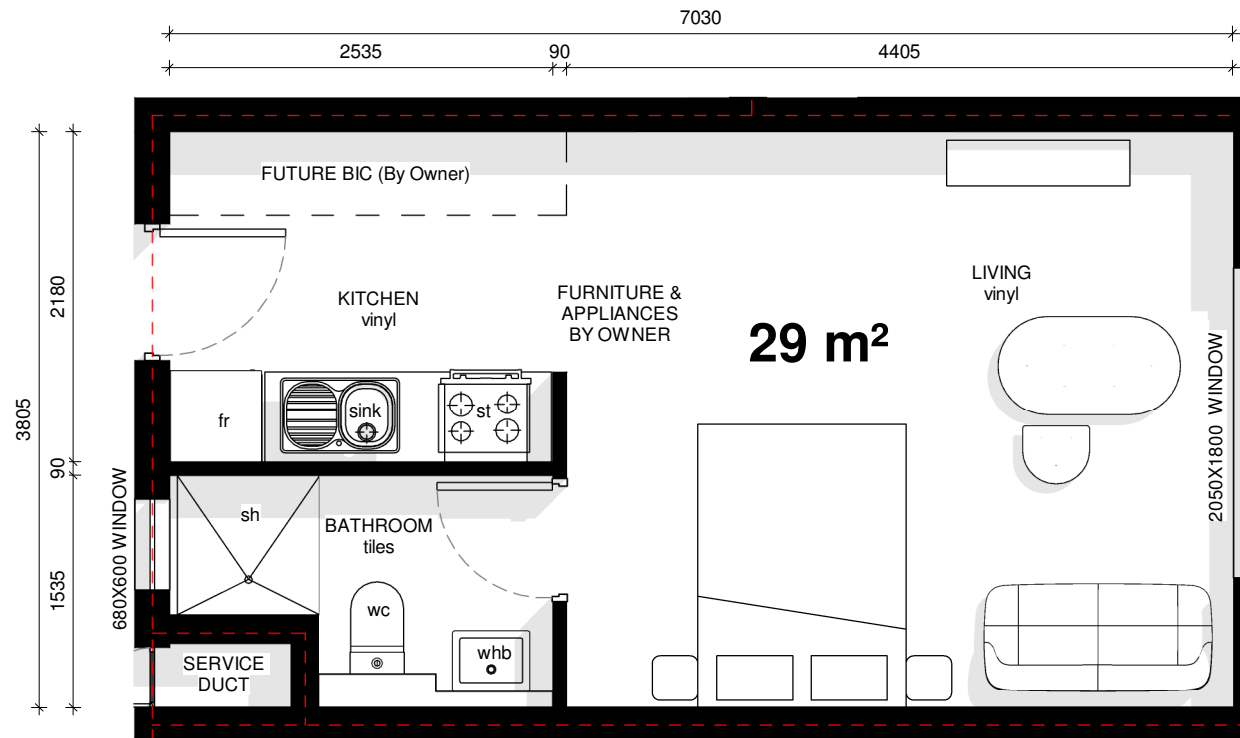 7030
2535
90
4405
FUTURE BIC (By Owner)
LIVING
vinyl
KITCHEN
vinyl
FURNITURE &
APPLIANCES
BY OWNER
29 m²
2180
3805
90
1535
fr
sink
st
2050X1800 WINDOW
680X600 WINDOW
sh
BATHROOM
tiles
wc
whb
SERVICE
DUCT